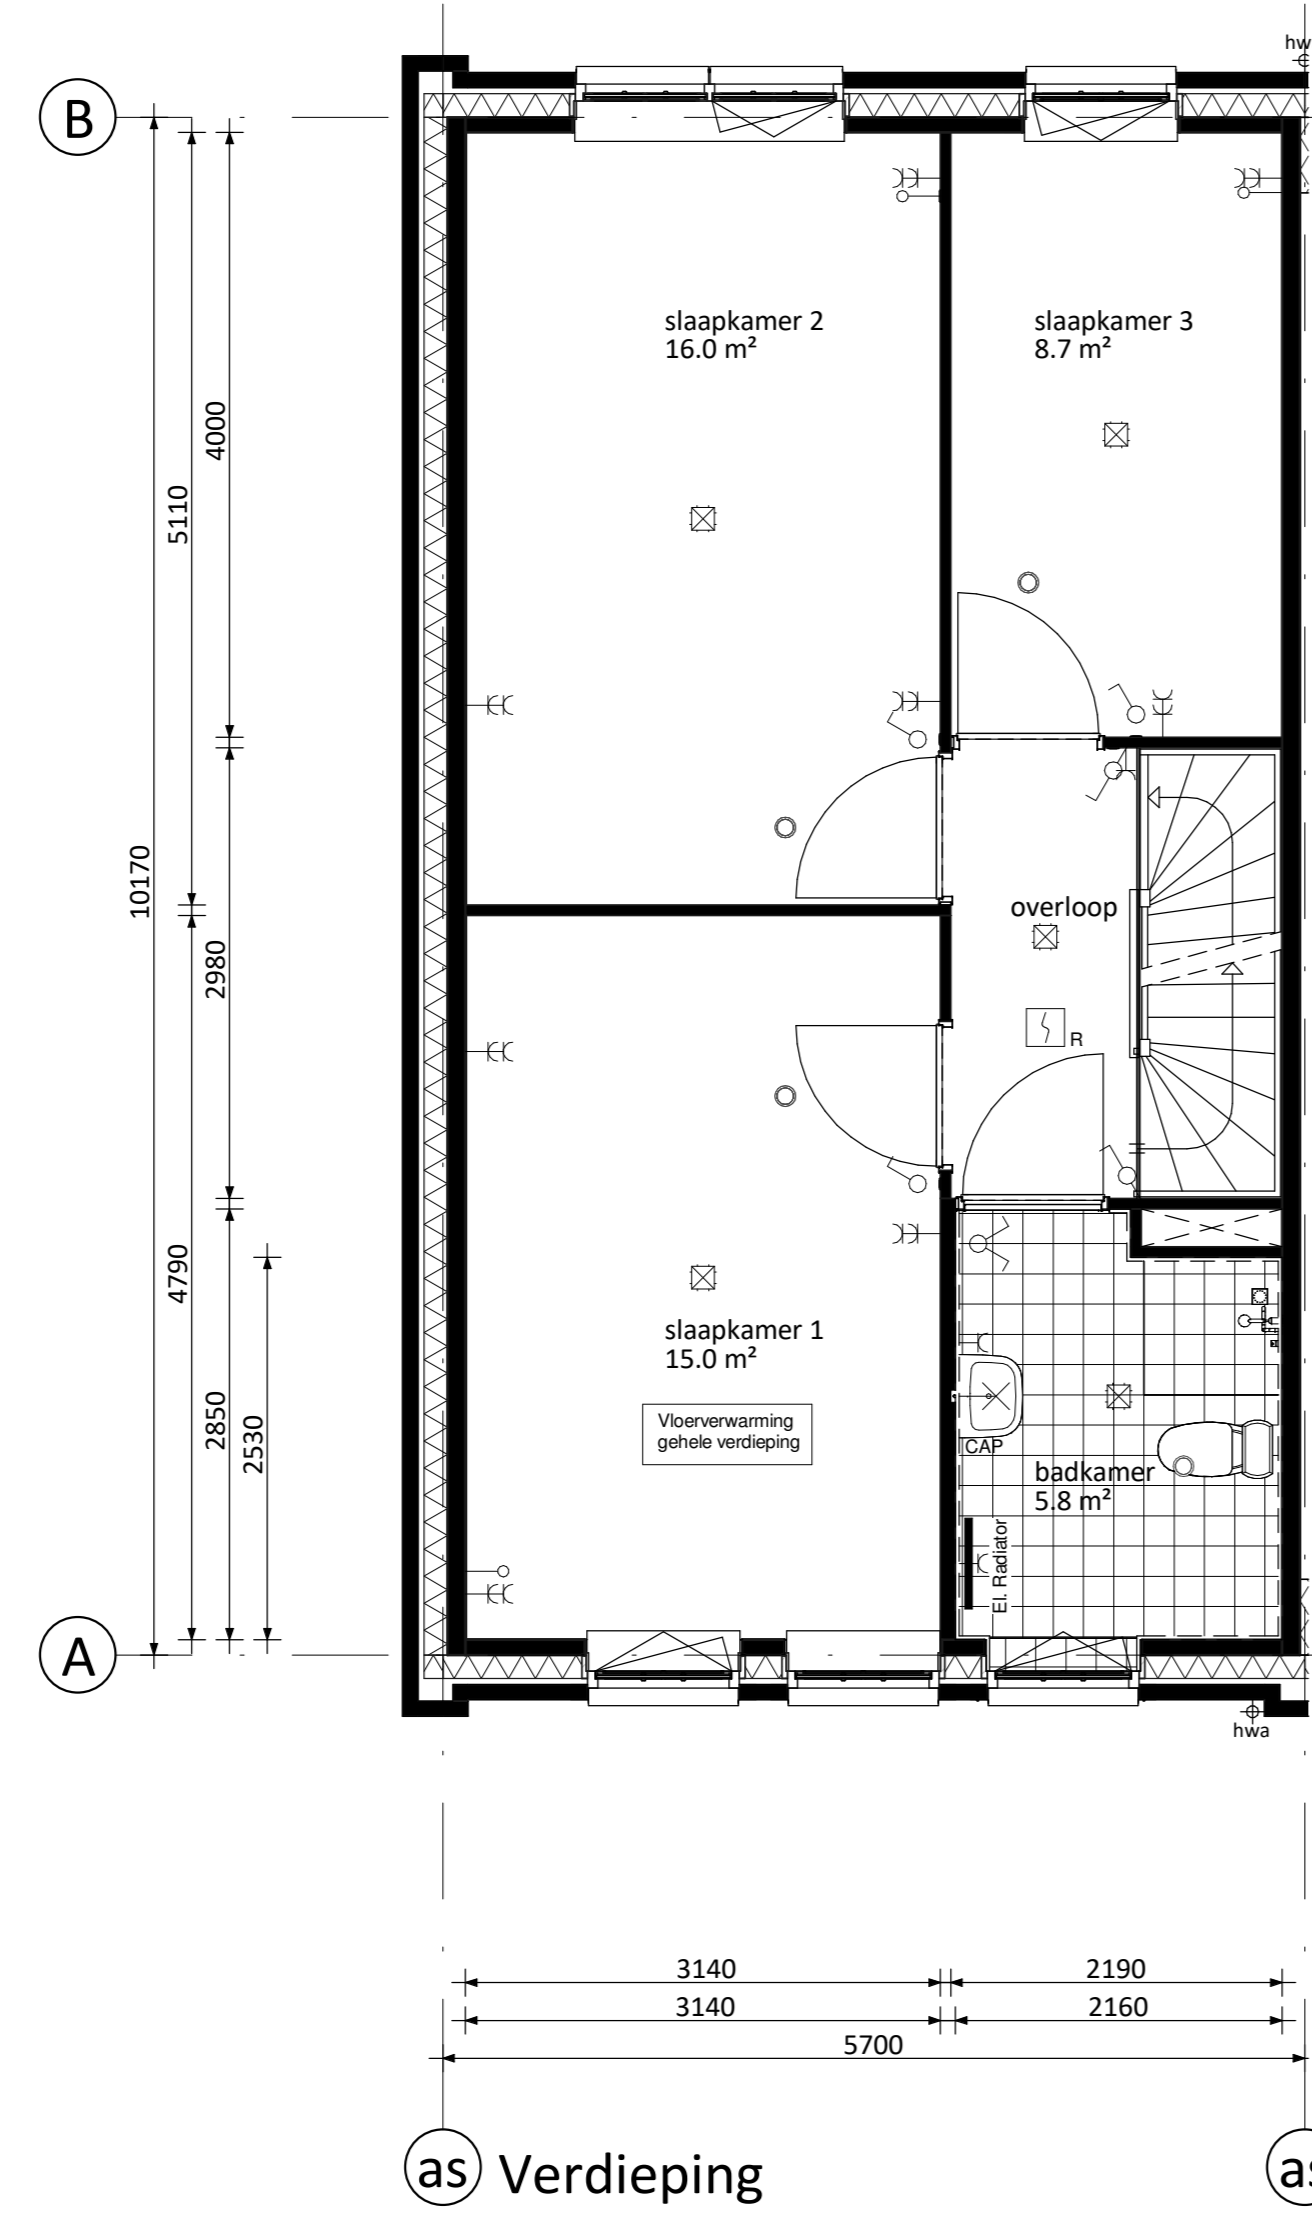 hw
B
slaapkamer 2
16.0 m²
slaapkamer 3
8.7 m²
4000
5110
10170
overloop
2980
R
4790
slaapkamer 1
15.0 m²
2850
2530
Vloerverwarming
gehele verdieping
CAP
badkamer
5.8 m²
El. Radiator
A
hwa
3140
2190
3140
2160
5700
as
Verdieping
as